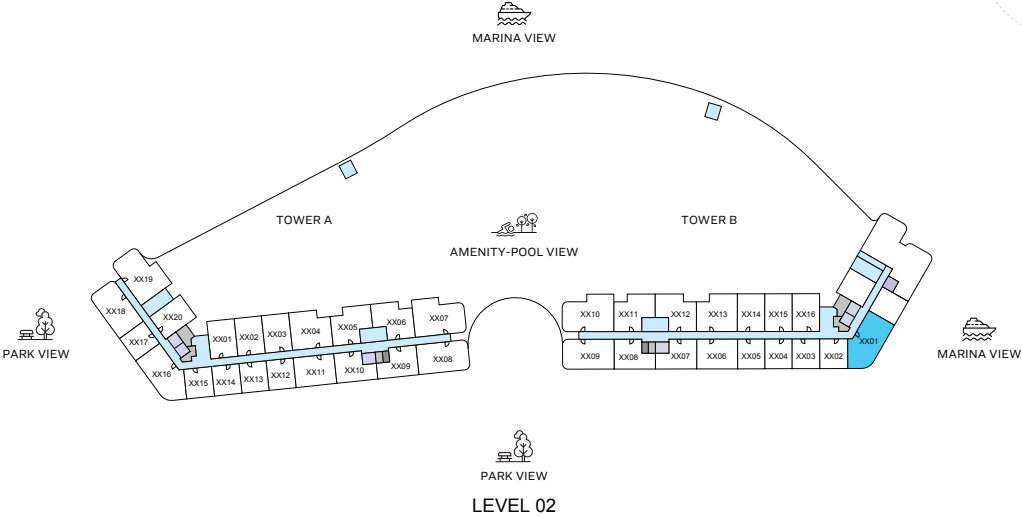 MARINA VIEW
TOWER A
TOWER B
AMENITY-POOL VIEW
XX19
XX18
XX20
XX17
XX16
XX01
XX02
XX03
XX04
XX05
XX06
XX07
XX15
XX14
XX13
XX12
XX11
XX10
XX09
XX08
XX10
XX11
XX12
XX13
XX14
XX15
XX16
XX09
XX08
XX07
XX06
XX05
XX04
XX03
XX02
XX01
PARK VIEW
MARINA VIEW
PARK VIEW
LEVEL 02